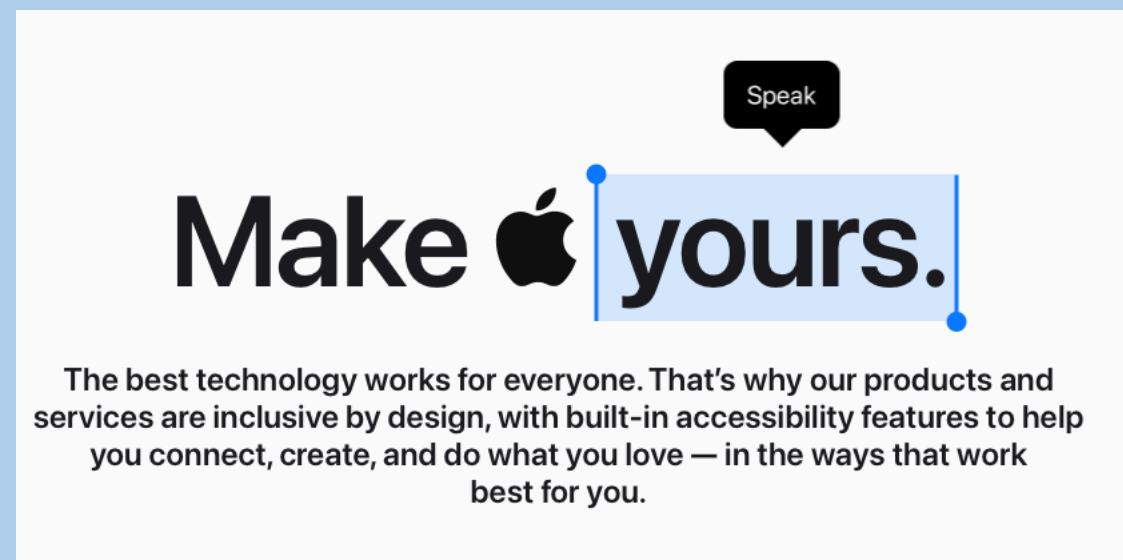 Speak
Make  yours.
The best technology works for everyone. That’s why our products and
services are inclusive by design, with built-in accessibility features to help
you connect, create, and do what you love — in the ways that work
best for you.